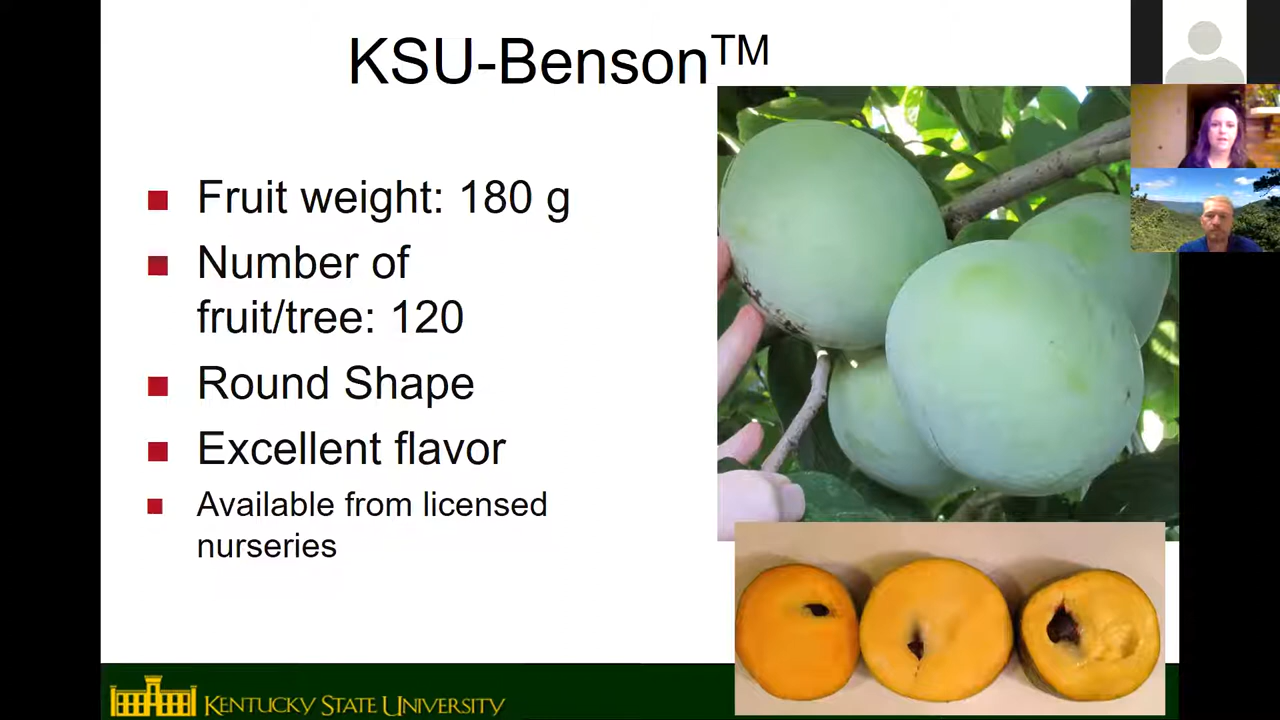 KSU-Benson™
Fruit weight: 180 g
Number of
fruit/tree: 120
Round Shape
Excellent flavor
Available from licensed
nurseries
KENTUCKY STATE UNIVERSITY